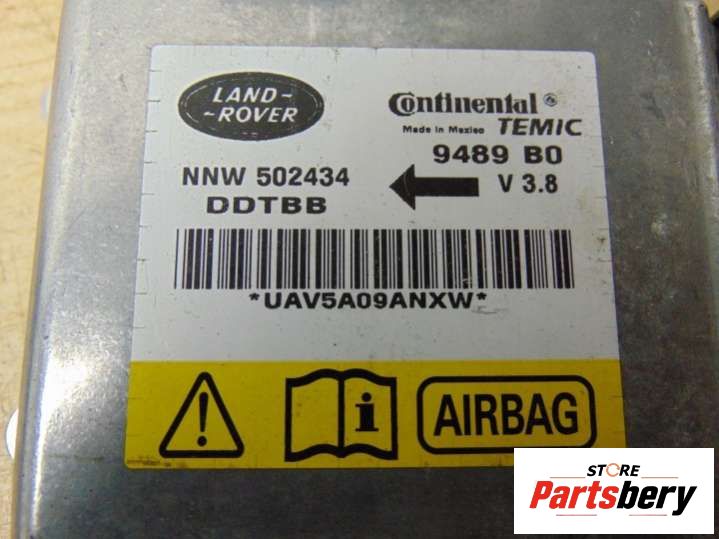 LAND-
-ROVER
Continental®
Made in Mexico TEMIC
9489 B0
NNW 502434
V 3.8
DDTBB
*UAV5A09ANXW*
AIRBAG
STORE
Partsbery